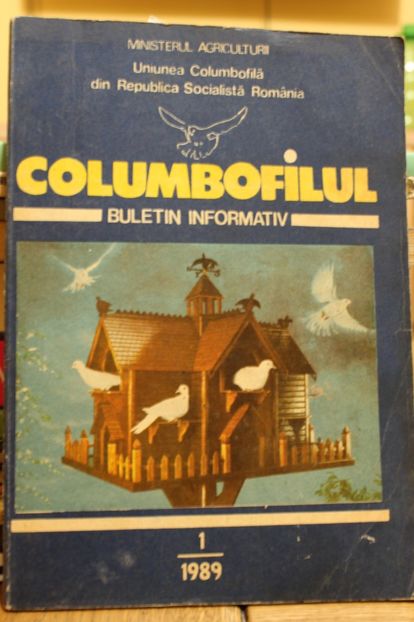 MINISTERUL AGRICULTURII
Uniunea Columbofilă
din Republica Socialistă România
COLUMBOFILUL
BULETIN INFORMATIV
1
1989